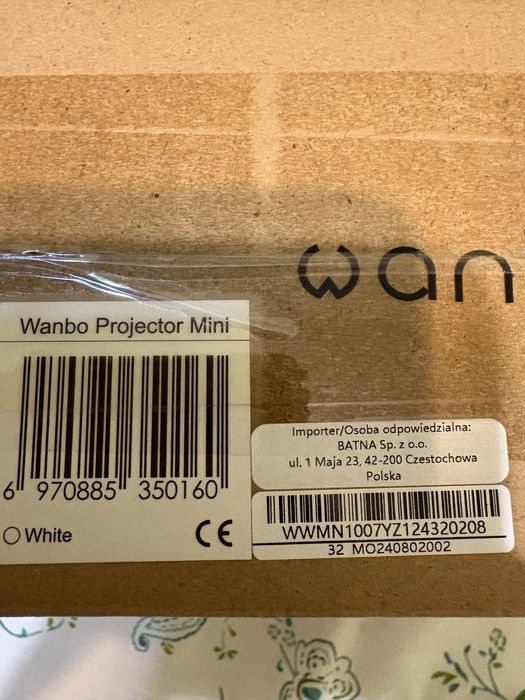 wan
Wanbo Projector Mini
6 970885 350160
White
CE
Importer/Osoba odpowiedzialna:
BATNA Sp. z o.o.
ul. 1 Maja 23, 42-200 Czestochowa
Polska
WWMN1007YZ124320208
32 MO240802002